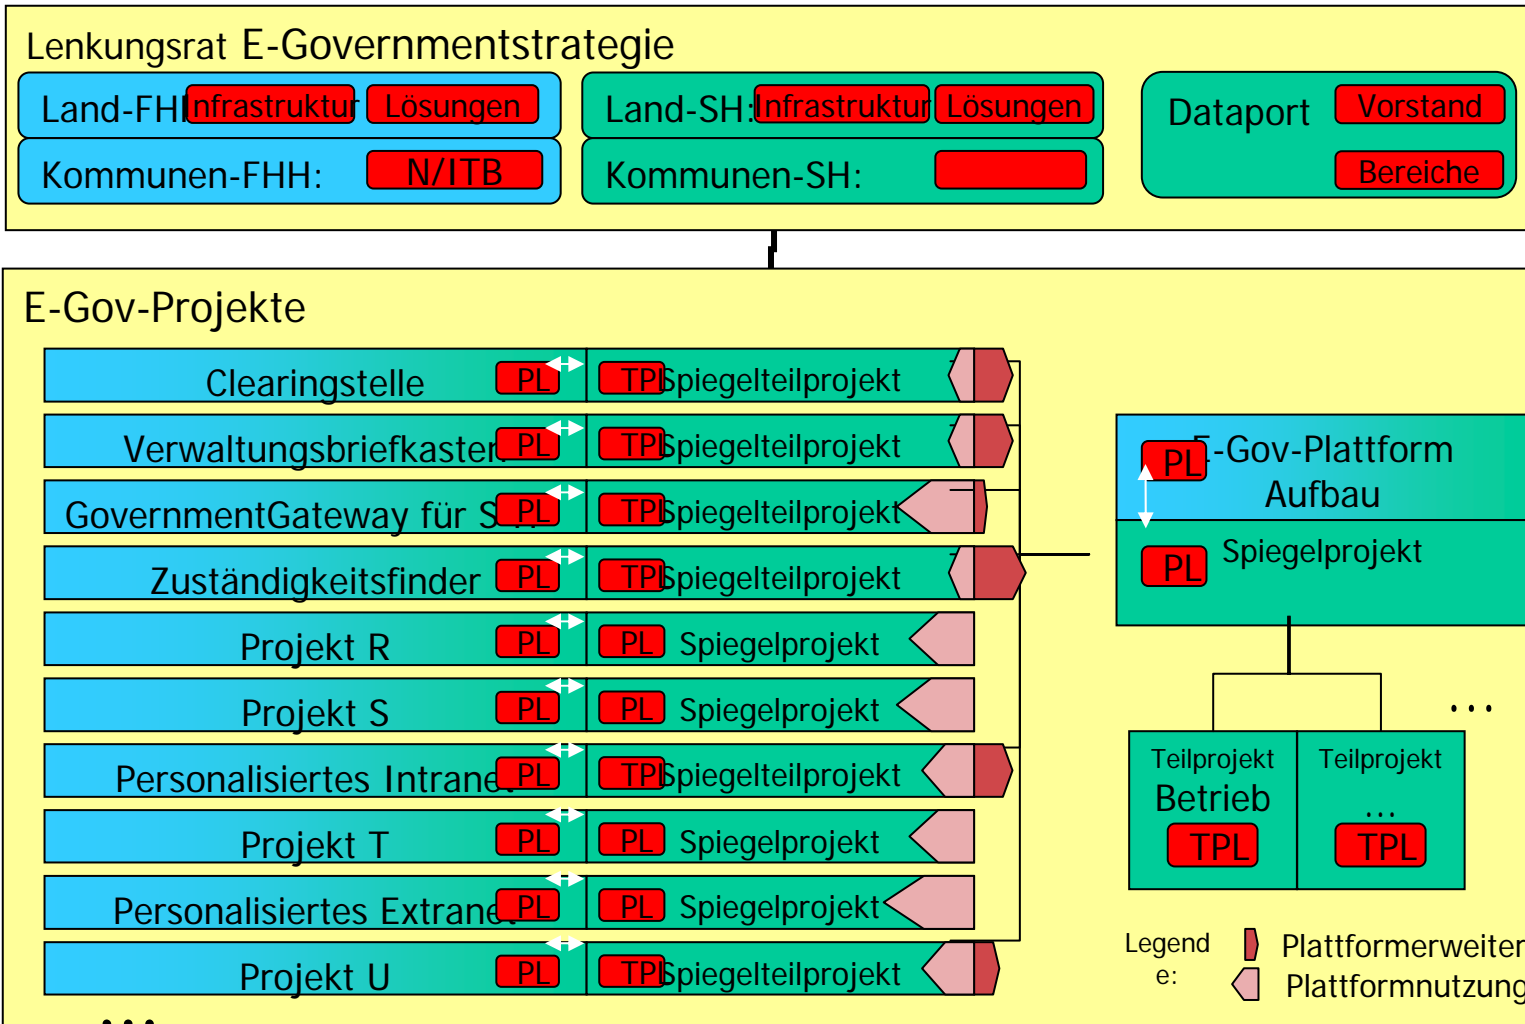 Lenkungsrat E-Governmentstrategie
Land-FH Infrastruktur Lösungen
Kommunen-FHH: N/ITB
Land-SH: Infrastruktur Lösungen
Kommunen-SH:
Dataport Vorstand
Bereiche
E-Gov-Projekte
Clearingstelle PL TPL Spiegelteilprojekt
Verwaltungsbriefkasten PL TPL Spiegelteilprojekt
GovernmentGateway für S PL TPL Spiegelteilprojekt
Zuständigkeitsfinder PL TPL Spiegelteilprojekt
Projekt R PL PL Spiegelprojekt
Projekt S PL PL Spiegelprojekt
Personalisiertes Intranet PL TPL Spiegelteilprojekt
Projekt T PL PL Spiegelprojekt
Personalisiertes Extranet PL PL Spiegelprojekt
Projekt U PL TPL Spiegelteilprojekt
...
PL E-Gov-Plattform
Aufbau
PL Spiegelprojekt
...
Teilprojekt
Betrieb
TPL
Teilprojekt
...
TPL
Legend
e:
Plattformerweiter
Plattformnutzung